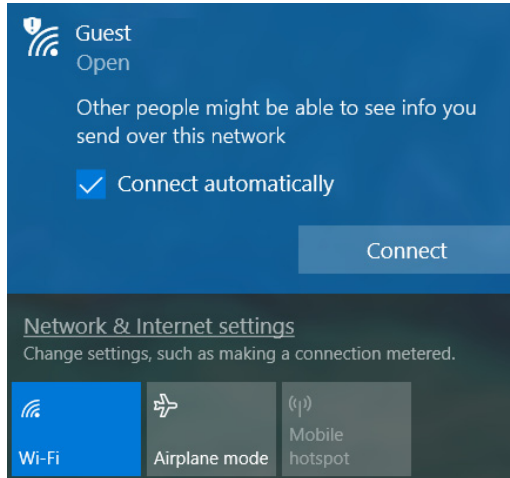 Guest
Open
Other people might be able to see info you
send over this network
Connect automatically
Connect
Network & Internet settings
Change settings, such as making a connection metered.
Wi-Fi
Airplane mode
Mobile
hotspot